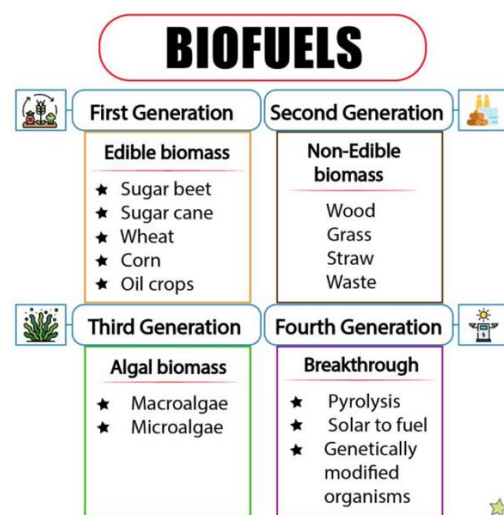 BIOFUELS
First Generation
Edible biomass
Sugar beet
Sugar cane
Wheat
Corn
Oil crops
Second Generation
Non-Edible
biomass
Wood
Grass
Straw
Waste
Third Generation
Algal biomass
Macroalgae
Microalgae
Fourth Generation
Breakthrough
Pyrolysis
Solar to fuel
Genetically
modified
organisms